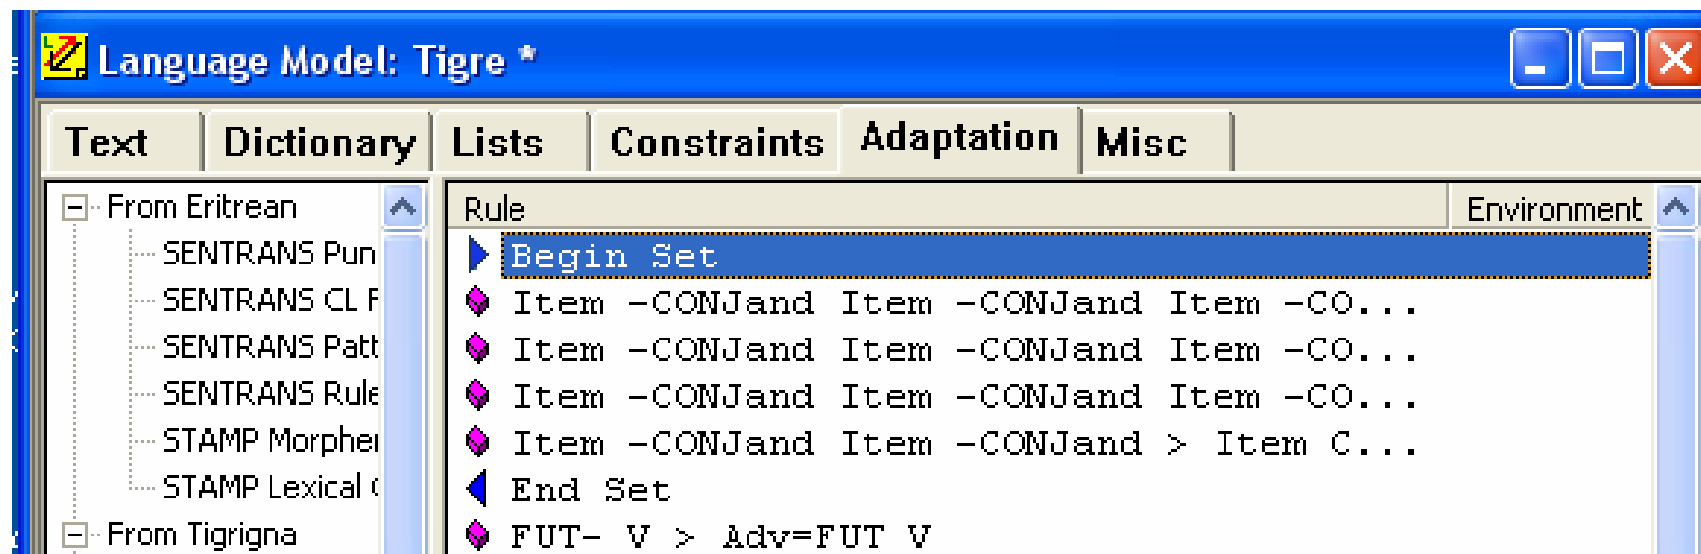 Language Model: Tigre *
Text Dictionary Lists Constraints Adaptation Misc
From Eritrean
SENTRANS Pun
SENTRANS CL F
SENTRANS Patt
SENTRANS Rule
STAMP Morpher
STAMP Lexical C
From Tigrigna
Rule Environment
Begin Set
Item -CONJand Item -CONJand Item -CO...
Item -CONJand Item -CONJand Item -CO...
Item -CONJand Item -CONJand Item -CO...
Item -CONJand Item -CONJand > Item C...
End Set
FUT- V > Adv=FUT V